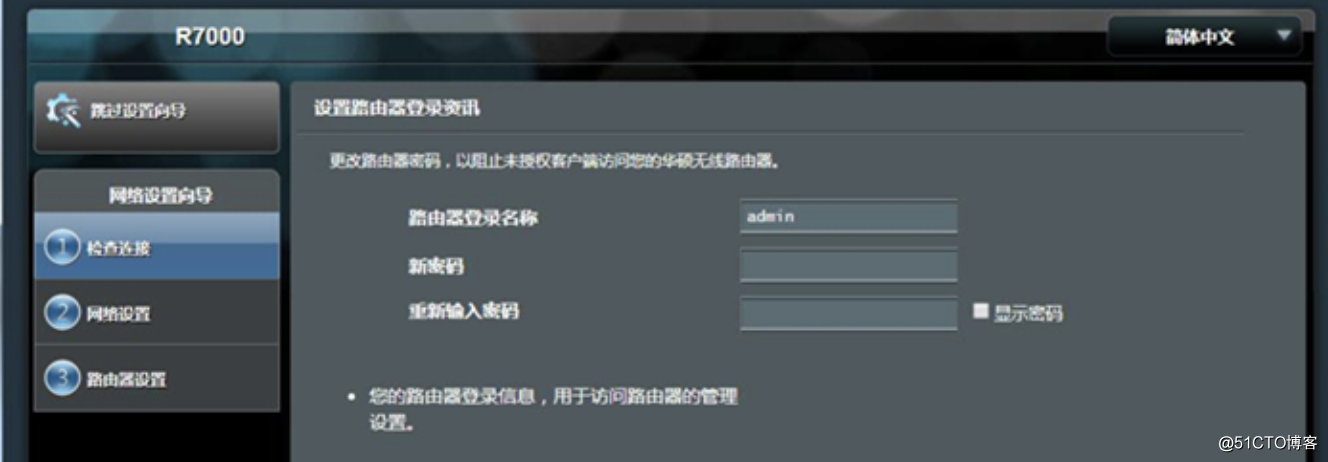 R7000
简体中文
跳过设置向导
网络设置向导
1 检查连接
2 网络设置
3 路由器设置
设置路由器登录资讯
更改路由器密码，以阻止未授权客户端访问您的华硕无线路由器。
路由器登录名称 admin
新密码
重新输入密码 显示密码
• 您的路由器登录信息，用于访问路由器的管理
设置。
@51CTO博客